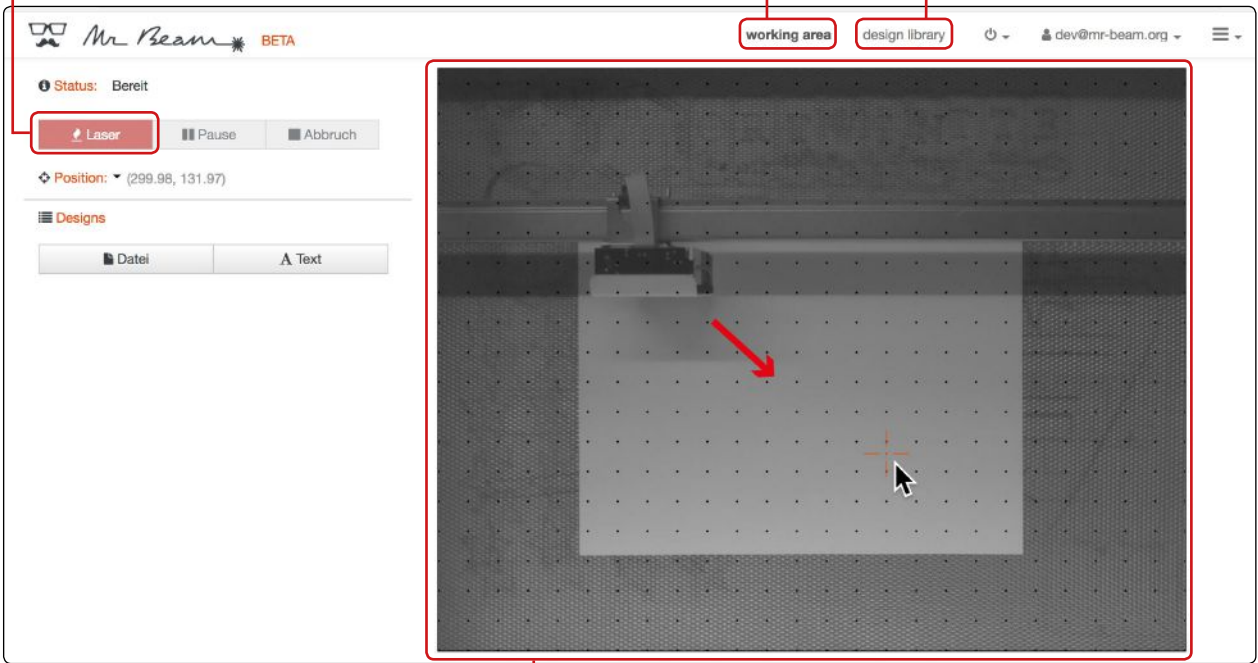 Mr Beam BETA
working area design library dev@mr-beam.org
Status: Bereit
Laser Pause Abbruch
Position: (299.98, 131.97)
Designs
Datei A Text